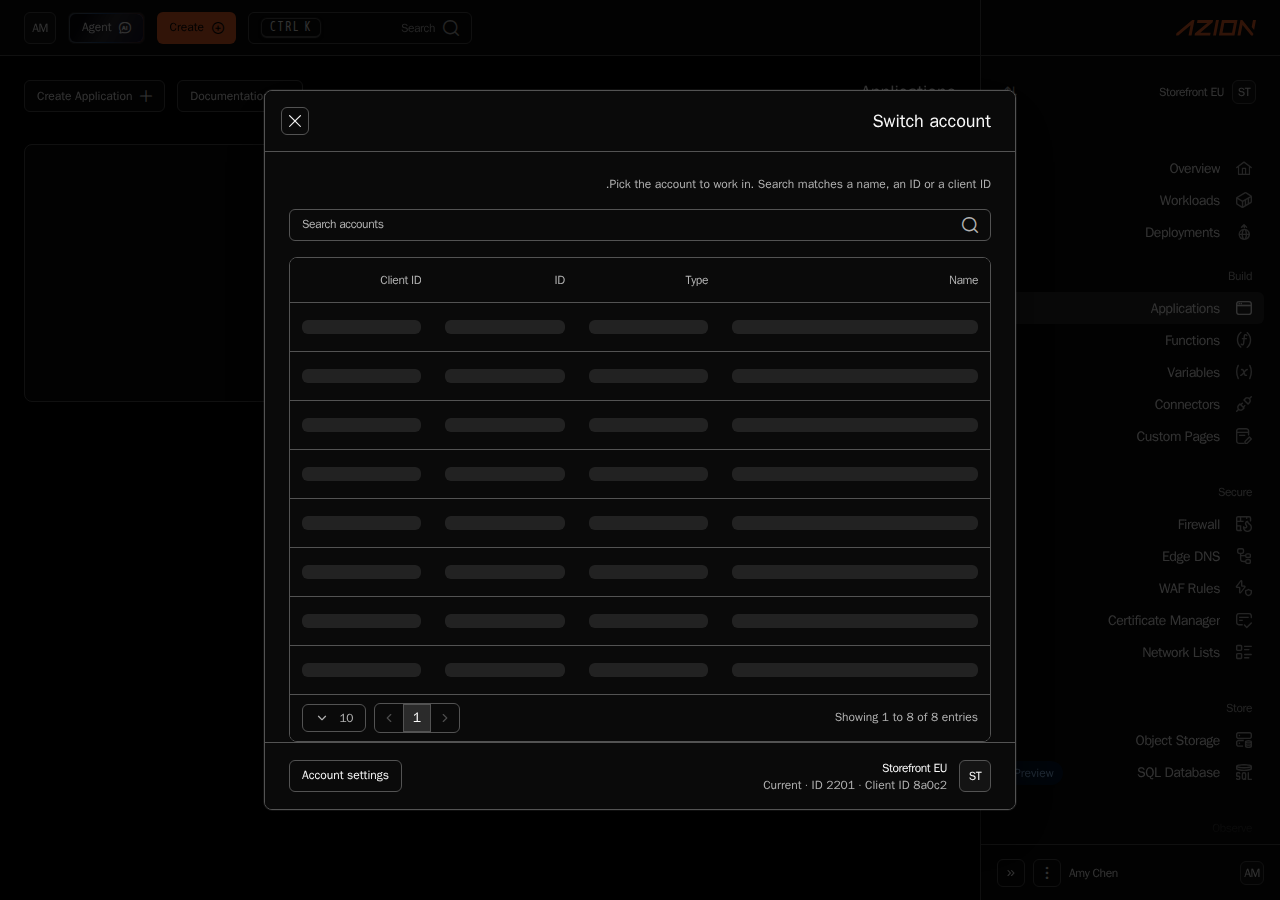 AM
Agent
Create
CTRL K
Search
AZION
Create Application
Documentatio
Applications
Storefront EU
ST
Overview
Workloads
Deployments
Build
Applications
Functions
Variables
Connectors
Custom Pages
Secure
Firewall
Edge DNS
WAF Rules
Certificate Manager
Network Lists
Store
Object Storage
SQL Database
Preview
Observe
Amy Chen
AM
Switch account
.Pick the account to work in. Search matches a name, an ID or a client ID
Search accounts
Client ID
ID
Type
Name
10
1
Showing 1 to 8 of 8 entries
Account settings
Storefront EU
Current · ID 2201 · Client ID 8a0c2
ST